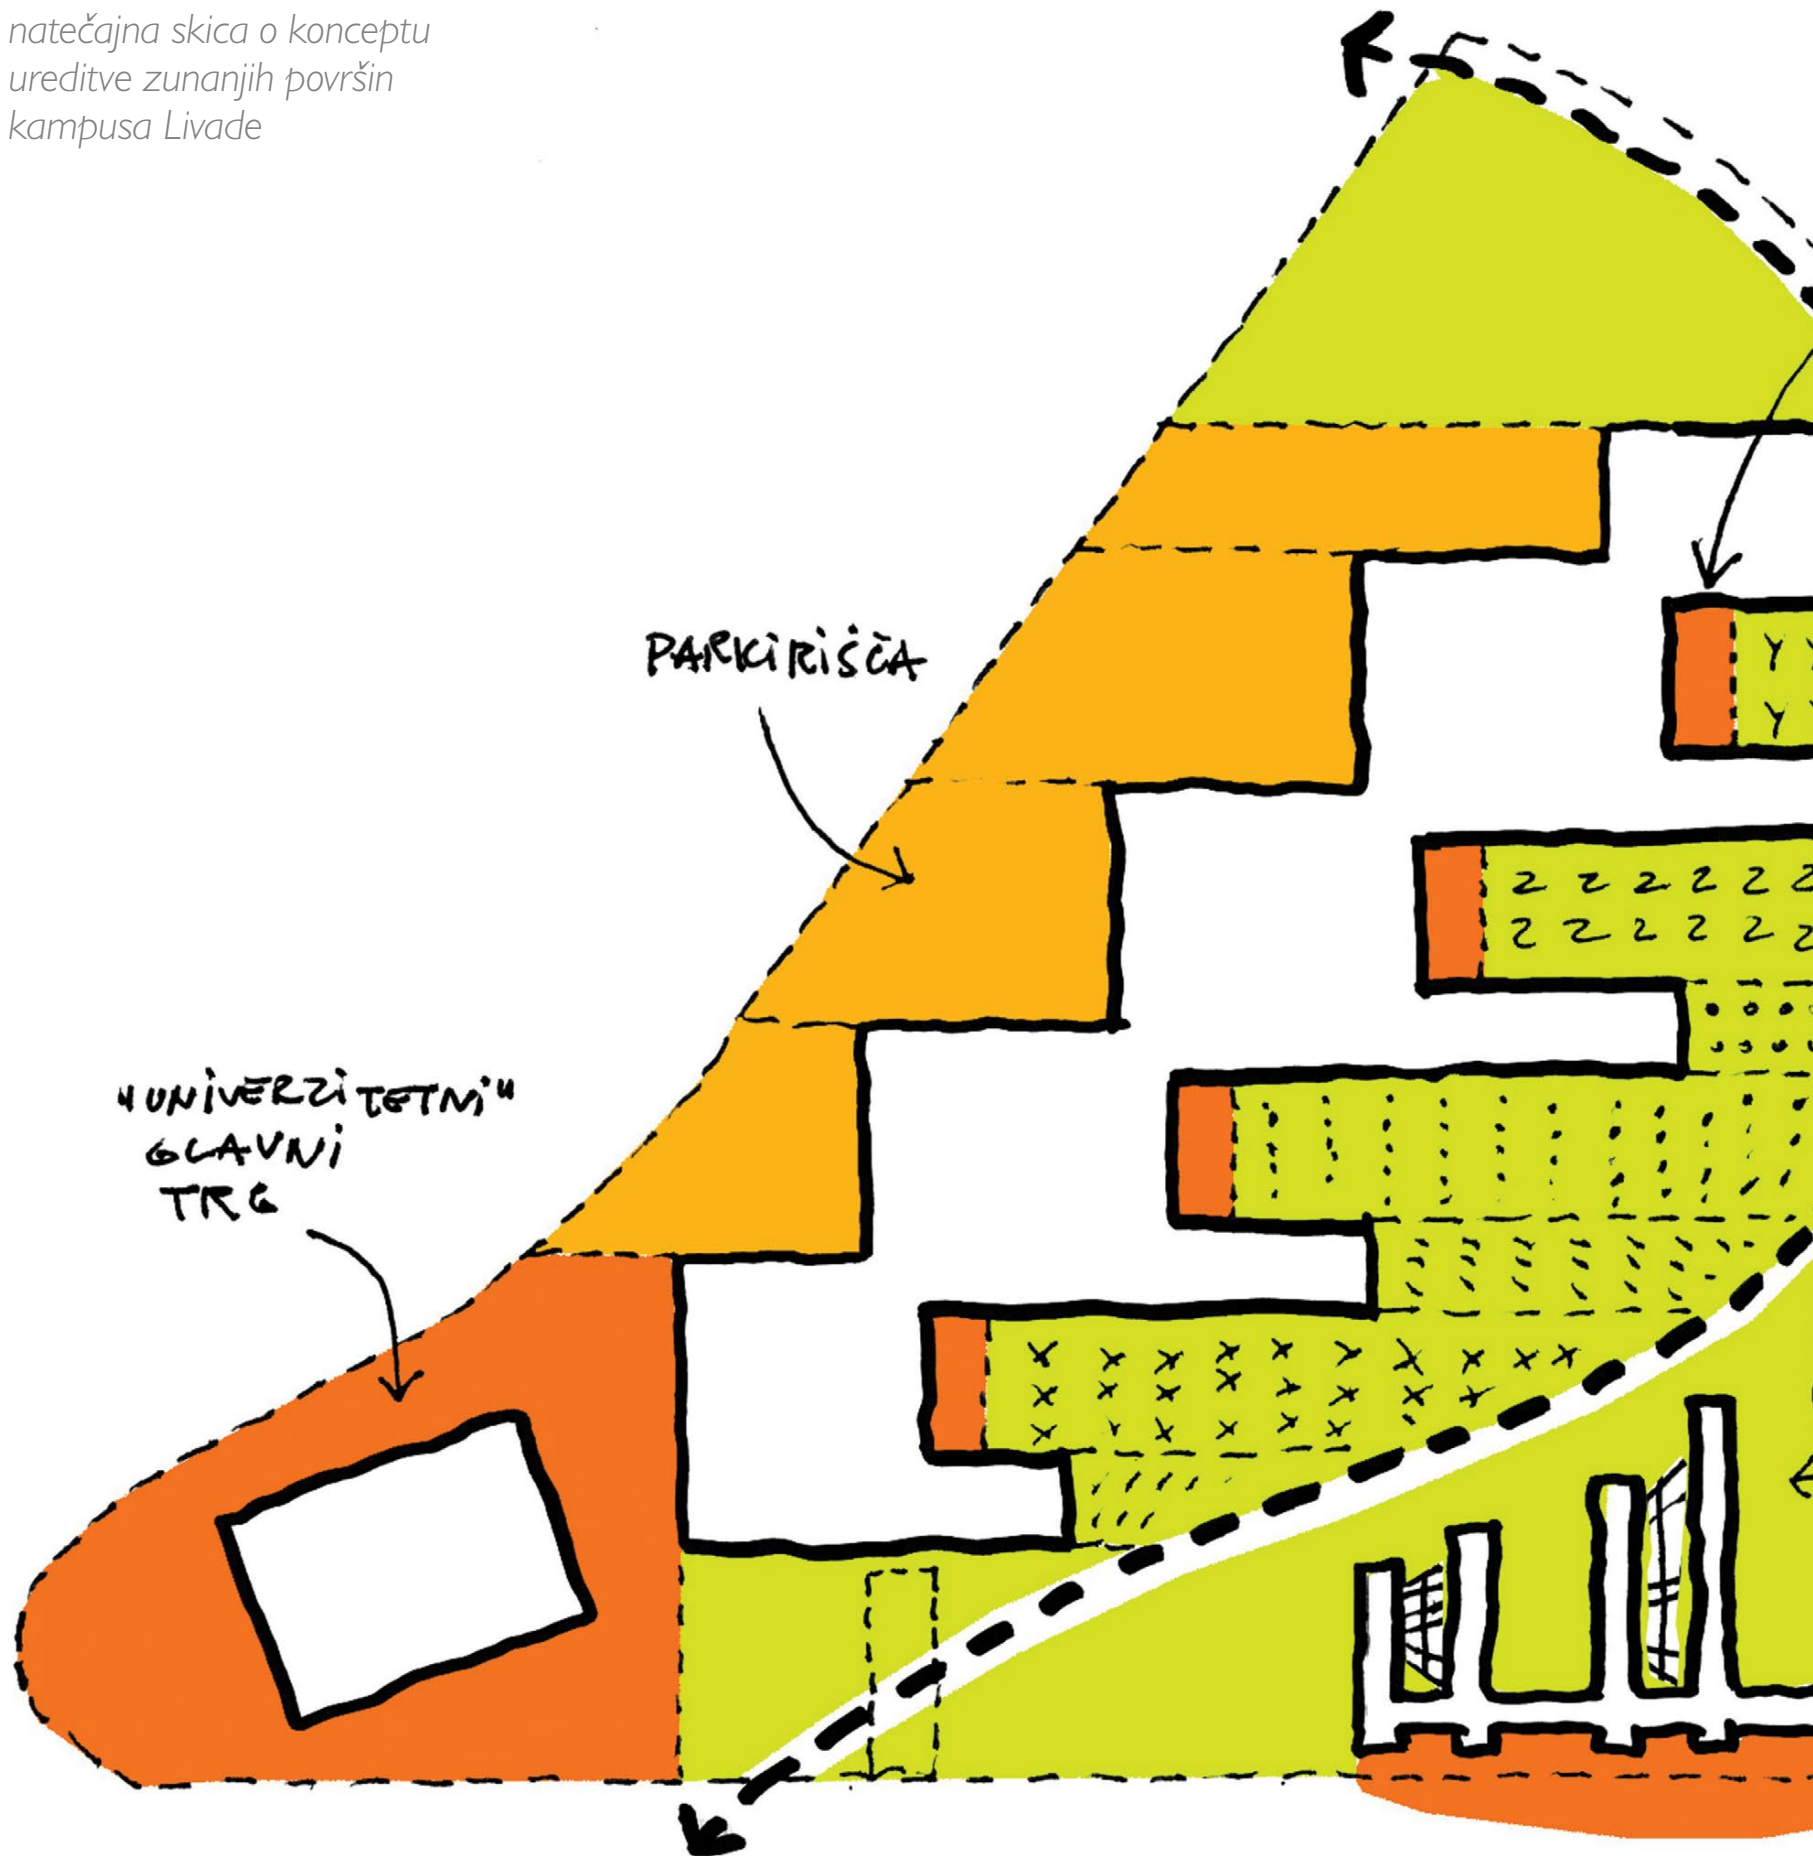 natečajna skica o konceptu
ureditve zunanjih površin
kampusa Livade
PARKIRIŠČA
"UNIVERZITETNI"
GLAVNI
TRG